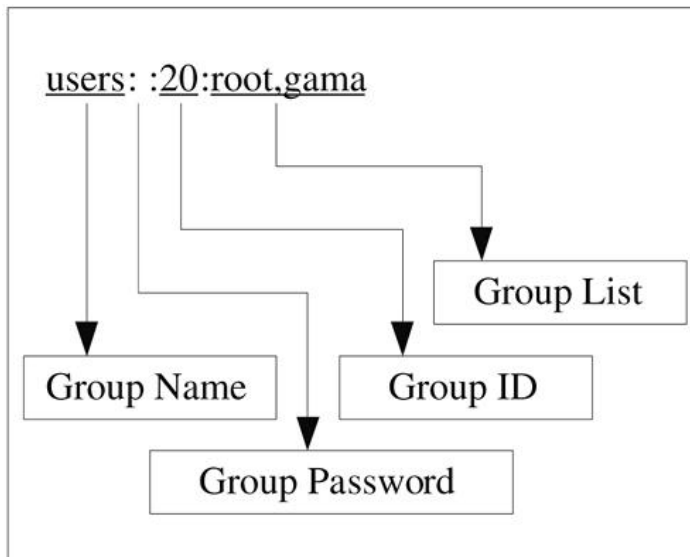 users: :20:root,gama
Group List
Group Name
Group ID
Group Password